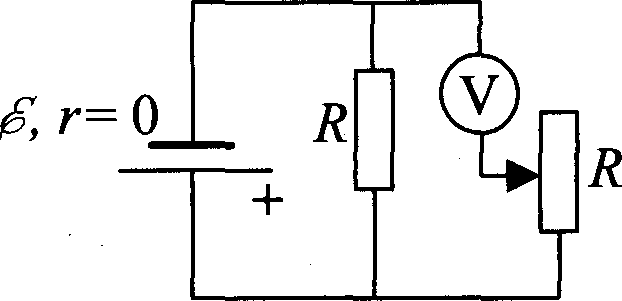 ℰ, r = 0
R
V
R
+